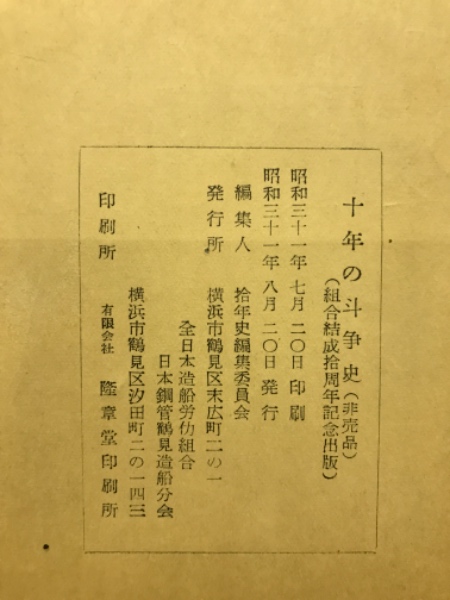 十年の斗争史(非売品)
(組合結成拾周年記念出版)
昭和三十一年七月二〇日印刷
昭和三十一年八月二〇日発行
編集人 拾年史編集委員会
発行所 横浜市鶴見区末広町二の一
全日本造船労仂組合
日本鋼管鶴見造船分会
横浜市鶴見区汐田町二の一四三
印刷所 有限会社 隆章堂印刷所